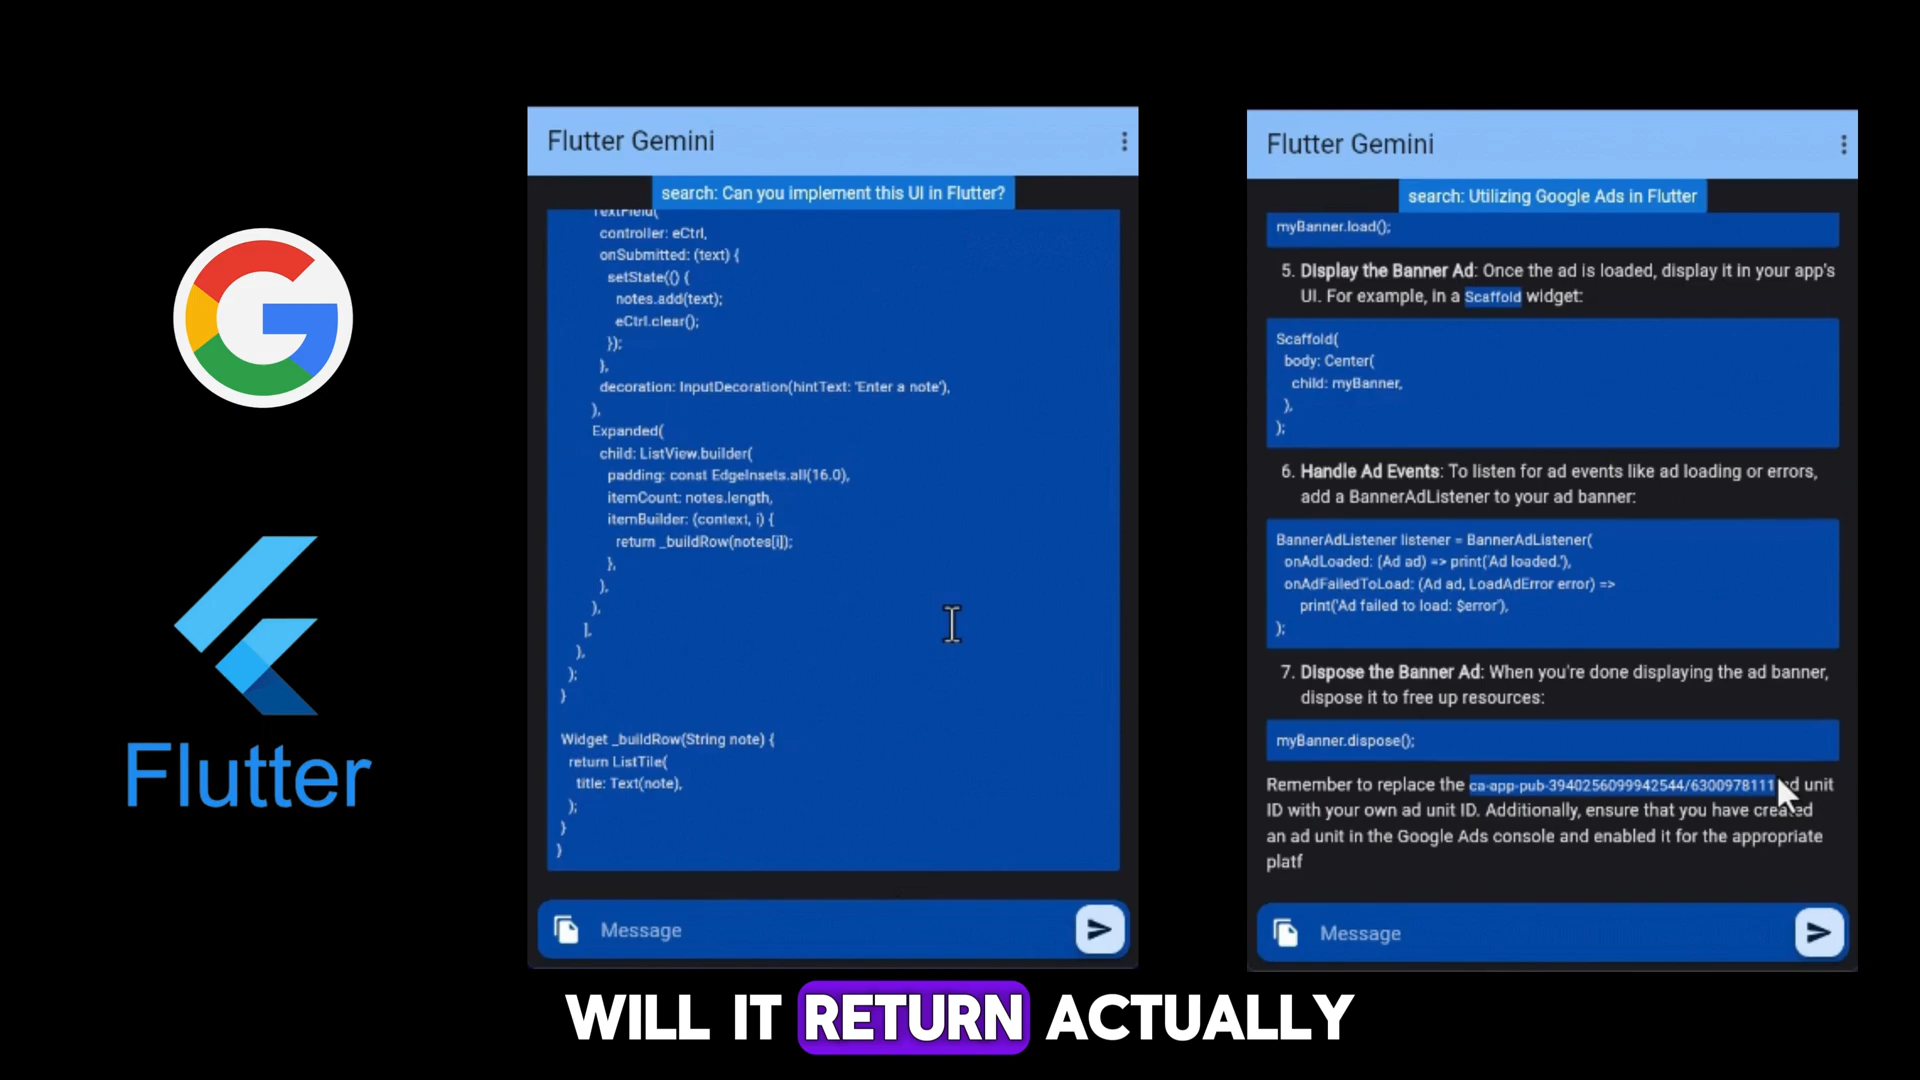 Flutter
Flutter Gemini
search: Can you implement this UI in Flutter?
TextField(
controller: eCtrl,
onSubmitted: (text) {
setState(() {
notes.add(text);
eCtrl.clear();
});
},
decoration: InputDecoration(hintText: 'Enter a note'),
),
Expanded(
child: ListView.builder(
padding: const EdgeInsets.all(16.0),
itemCount: notes.length,
itemBuilder: (context, i) {
return _buildRow(notes[i]);
},
),
),
],
),
);
}
Widget _buildRow(String note) {
return ListTile(
title: Text(note),
);
}
}
Message
Flutter Gemini
search: Utilizing Google Ads in Flutter
myBanner.load();
5. Display the Banner Ad: Once the ad is loaded, display it in your app's
UI. For example, in a Scaffold widget:
Scaffold(
body: Center(
child: myBanner,
),
);
6. Handle Ad Events: To listen for ad events like ad loading or errors,
add a BannerAdListener to your ad banner:
BannerAdListener listener = BannerAdListener(
onAdLoaded: (Ad ad) => print('Ad loaded.'),
onAdFailedToLoad: (Ad ad, LoadAdError error) =>
print('Ad failed to load: $error'),
);
7. Dispose the Banner Ad: When you're done displaying the ad banner,
dispose it to free up resources:
myBanner.dispose();
Remember to replace the ca-app-pub-3940256099942544/6300978111 ad unit
ID with your own ad unit ID. Additionally, ensure that you have created
an ad unit in the Google Ads console and enabled it for the appropriate
platf
Message
WILL IT RETURN ACTUALLY